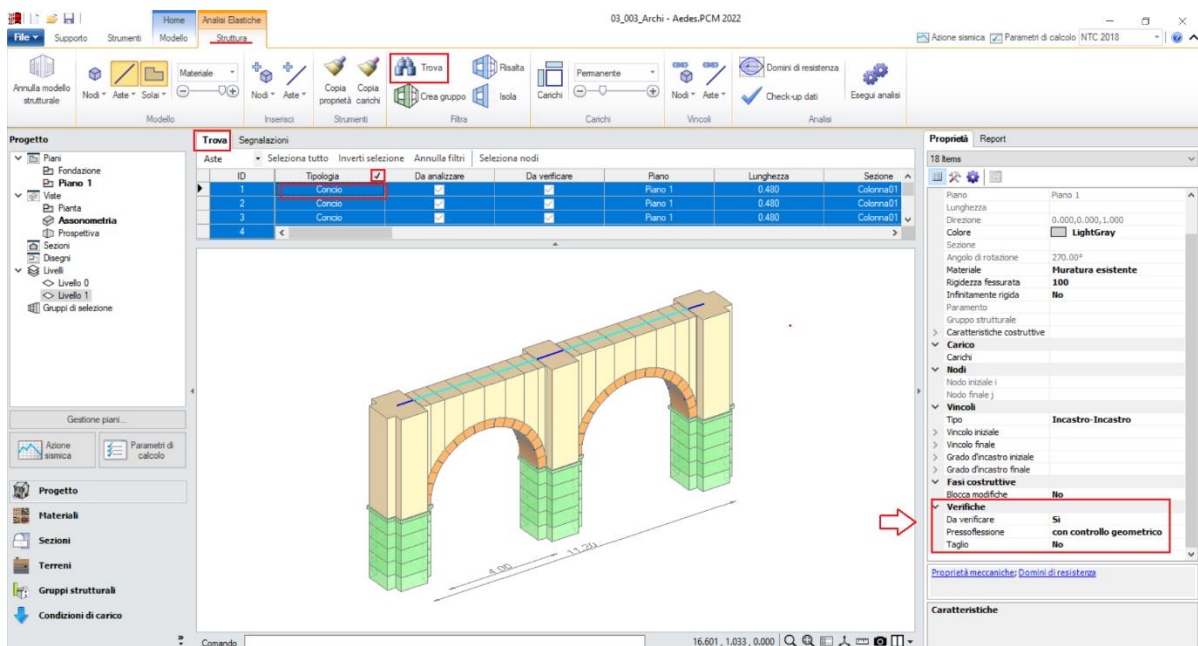 03_003_Archi - Aedes.PCM 2022
Home
Analisi Elastiche
File
Supporto
Strumenti
Modello
Struttura
Azione sismica
Parametri di calcolo
NTC 2018
Annulla modello strutturale
Nodi
Aste
Solai
Materiale
Modello
Nodi
Aste
Inserisci
Copia proprietà
Copia carichi
Strumenti
Trova
Crea gruppo
Risalta
Isola
Filtra
Carichi
Permanente
Carichi
GMD
GMD
Nodi
Aste
Vincoli
Domini di resistenza
Check-up dati
Esegui analisi
Analisi
Progetto
Piani
Fondazione
Piano 1
Viste
Pianta
Assonometria
Prospettiva
Sezioni
Disegni
Livelli
Livello 0
Livello 1
Gruppi di selezione
Gestione piani...
Azione sismica
Parametri di calcolo
Progetto
Materiali
Sezioni
Terreni
Gruppi strutturali
Condizioni di carico
Trova
Segnalazioni
Aste
Seleziona tutto
Inverti selezione
Annulla filtri
Seleziona nodi
ID Tipologia Da analizzare Da verificare Piano Lunghezza Sezione
1 Concio Piano 1 0.480 Colonna01
2 Concio Piano 1 0.480 Colonna01
3 Concio Piano 1 0.480 Colonna01
4
4.00
11.20
Comando
16.601 , 1.033 , 0.000
Proprietà
Report
18 Items
Piano Piano 1
Lunghezza
Direzione 0.000,0.000,1.000
Colore LightGray
Sezione
Angolo di rotazione 270.00°
Materiale Muratura esistente
Rigidezza fessurata 100
Infinitamente rigida No
Paramento
Gruppo strutturale
Caratteristiche costruttive
Carico
Carichi
Nodi
Nodo iniziale i
Nodo finale j
Vincoli
Tipo Incastro-Incastro
Vincolo iniziale
Vincolo finale
Grado d'incastro iniziale
Grado d'incastro finale
Fasi costruttive
Blocca modifiche No
Verifiche
Da verificare Sì
Pressoflessione con controllo geometrico
Taglio No
Proprietà meccaniche; Domini di resistenza
Caratteristiche